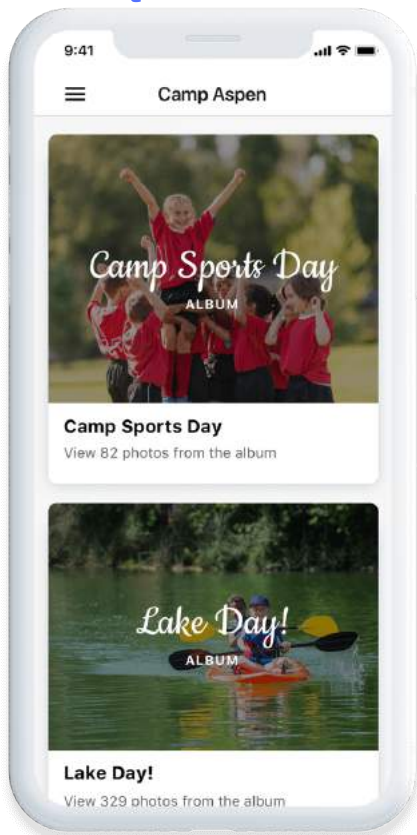 9:41
Camp Aspen
Camp Sports Day
ALBUM
Camp Sports Day
View 82 photos from the album
Lake Day!
ALBUM
Lake Day!
View 329 photos from the album